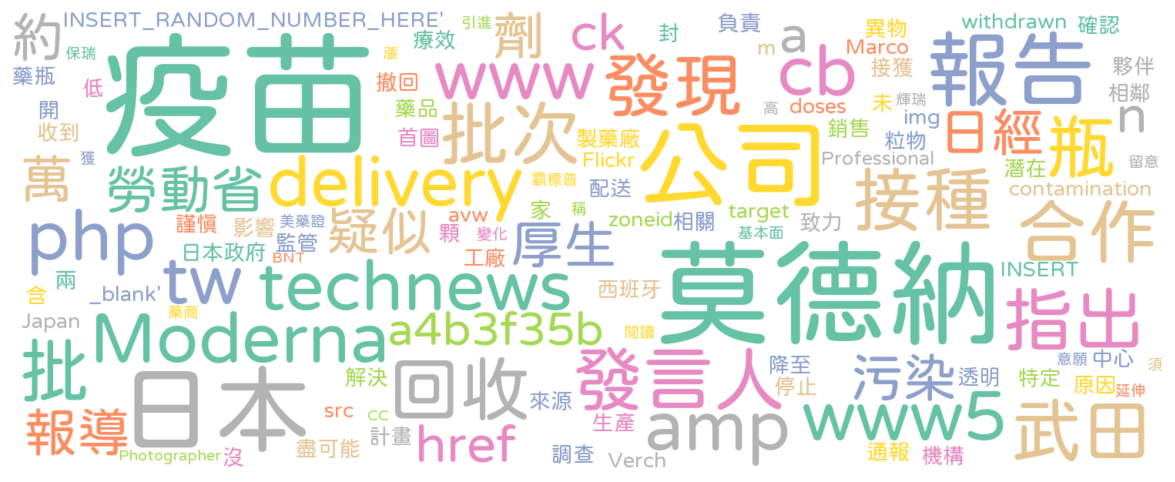 約
INSERT_RANDOM_NUMBER_HERE'
引進
療效
劑
ck
封
負責
a
異物
withdrawn
確認
保瑞
漲
藥瓶
低
疫苗
撤回
www
發現
cb
m
Marco
接獲
報告
夥伴
相鄰
開
藥品
doses
未
輝瑞
n
收到
首圖
批次
製藥廠
高
img
萬
獲
勞動省
delivery
Flickr
公司
銷售
粒物
日經
瓶
Professional
潛在
留意
霸標普
配送
接種
contamination
謹慎
影響
美藥證
疑似
avw
家
稱
zoneid
相關
target
致力
合作
php
日本政府
監管
BNT
顆
變化
工廠
厚生
基本面
兩
_blank'
tw
technews
西班牙
莫德納
INSERT
含
藥商
Japan
Moderna
a4b3f35b
閱讀
指出
批
日本
解決
回收
發言人
降至
污染
透明
意願
中心
須
特定
原因
延伸
來源
停止
報導
src
cc
計畫
href
生產
amp
www5
武田
Photographer
沒
盡可能
調查
Verch
通報
機構